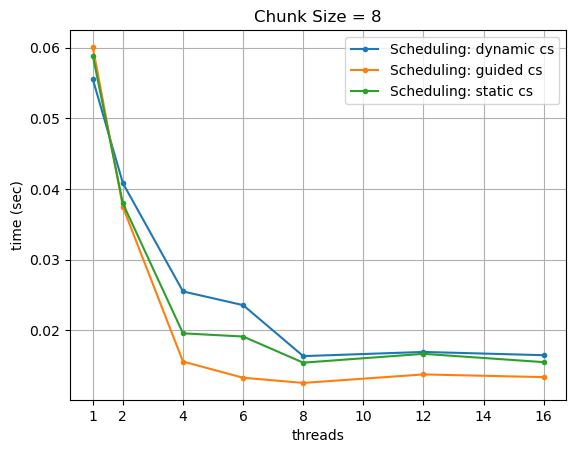 Chunk Size = 8
Scheduling: dynamic cs
Scheduling: guided cs
Scheduling: static cs
time (sec)
0.06
0.05
0.04
0.03
0.02
1 2 4 6 8 10 12 14 16
threads